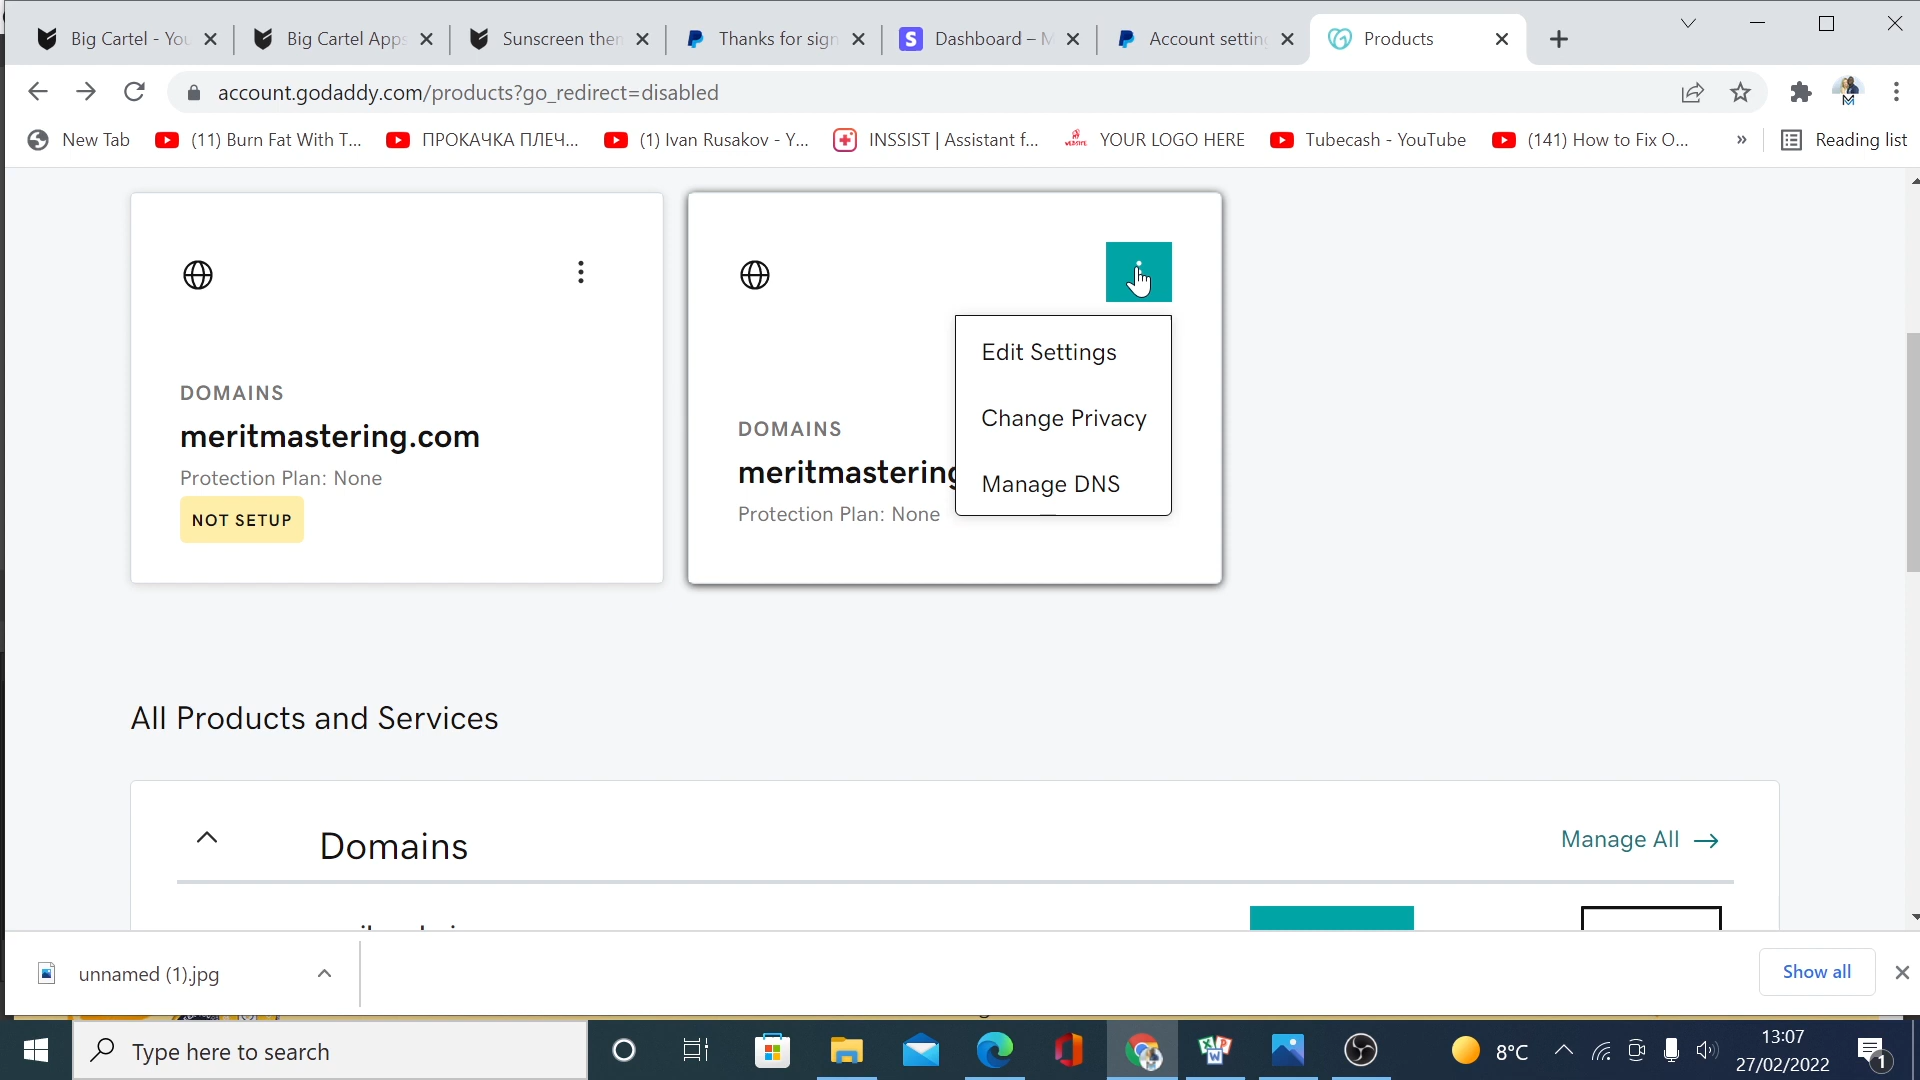 Big Cartel - You
Big Cartel Apps
Sunscreen then
Thanks for sign
Dashboard – M
Account setting
Products
account.godaddy.com/products?go_redirect=disabled
New Tab
(11) Burn Fat With T...
ПРОКАЧКА ПЛЕЧ...
(1) Ivan Rusakov - Y...
INSSIST | Assistant f...
YOUR LOGO HERE
Tubecash - YouTube
(141) How to Fix O...
»
Reading list
DOMAINS
meritmastering.com
Protection Plan: None
NOT SETUP
DOMAINS
meritmastering
Protection Plan: None
Edit Settings
Change Privacy
Manage DNS
All Products and Services
Domains
Manage All →
unnamed (1).jpg
Show all
Type here to search
8°C
13:07
27/02/2022
1